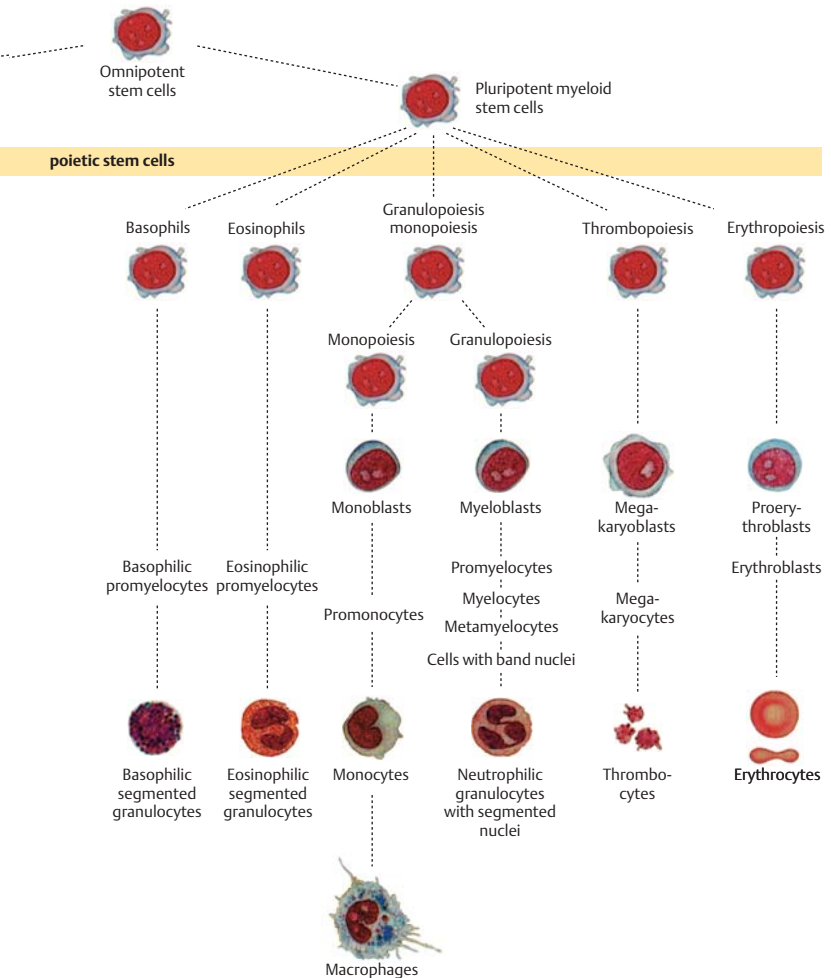 Omnipotent
stem cells
Pluripotent myeloid
stem cells
poietic stem cells
Basophils
Eosinophils
Granulopoiesis
monopoiesis
Thrombopoiesis
Erythropoiesis
Monopoiesis
Granulopoiesis
Monoblasts
Myeloblasts
Mega-
karyoblasts
Proery-
throblasts
Basophilic
promyelocytes
Eosinophilic
promyelocytes
Promonocytes
Promyelocytes
Myelocytes
Metamyelocytes
Cells with band nuclei
Mega-
karyocytes
Erythroblasts
Basophilic
segmented
granulocytes
Eosinophilic
segmented
granulocytes
Monocytes
Neutrophilic
granulocytes
with segmented
nuclei
Thrombo-
cytes
Erythrocytes
Macrophages